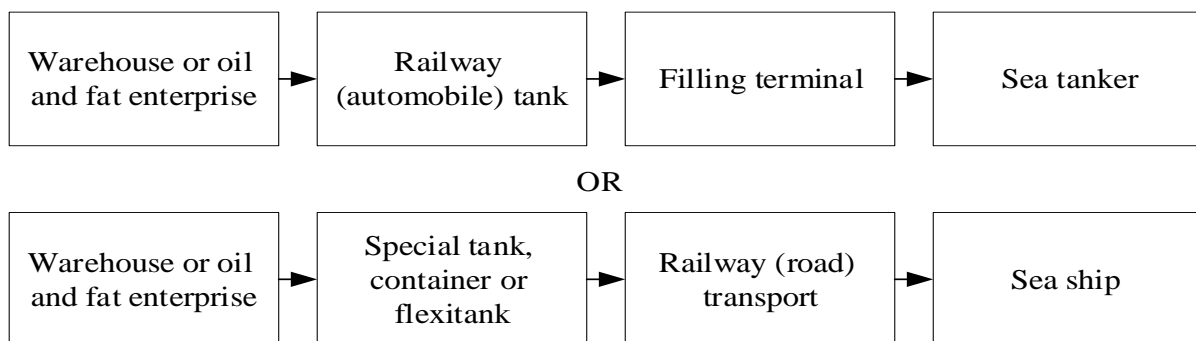 Warehouse or oil
and fat enterprise
Railway
(automobile) tank
Filling terminal
Sea tanker
OR
Warehouse or oil
and fat enterprise
Special tank,
container or
flexitank
Railway (road)
transport
Sea ship